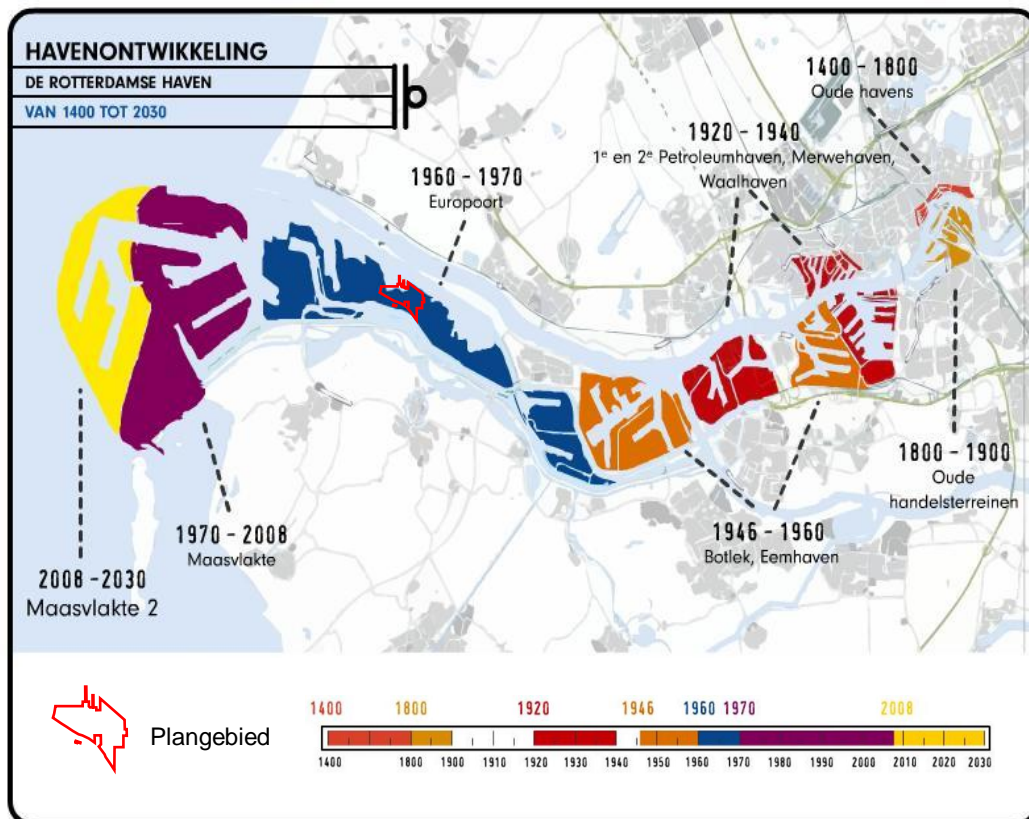 HAVENONTWIKKELING
DE ROTTERDAMSE HAVEN
VAN 1400 TOT 2030
1400 - 1800
Oude havens
1920 - 1940
1e en 2e Petroleumhaven, Merwehaven,
Waalhaven
1960 - 1970
Europoort
1800 - 1900
Oude
handelsterreinen
1946 - 1960
Botlek, Eemhaven
1970 - 2008
Maasvlakte
2008 - 2030
Maasvlakte 2
Plangebied
1400 1800 1920 1946 1960 1970 2008
1400 1800 1900 1910 1920 1930 1940 1950 1960 1970 1980 1990 2000 2010 2020 2030